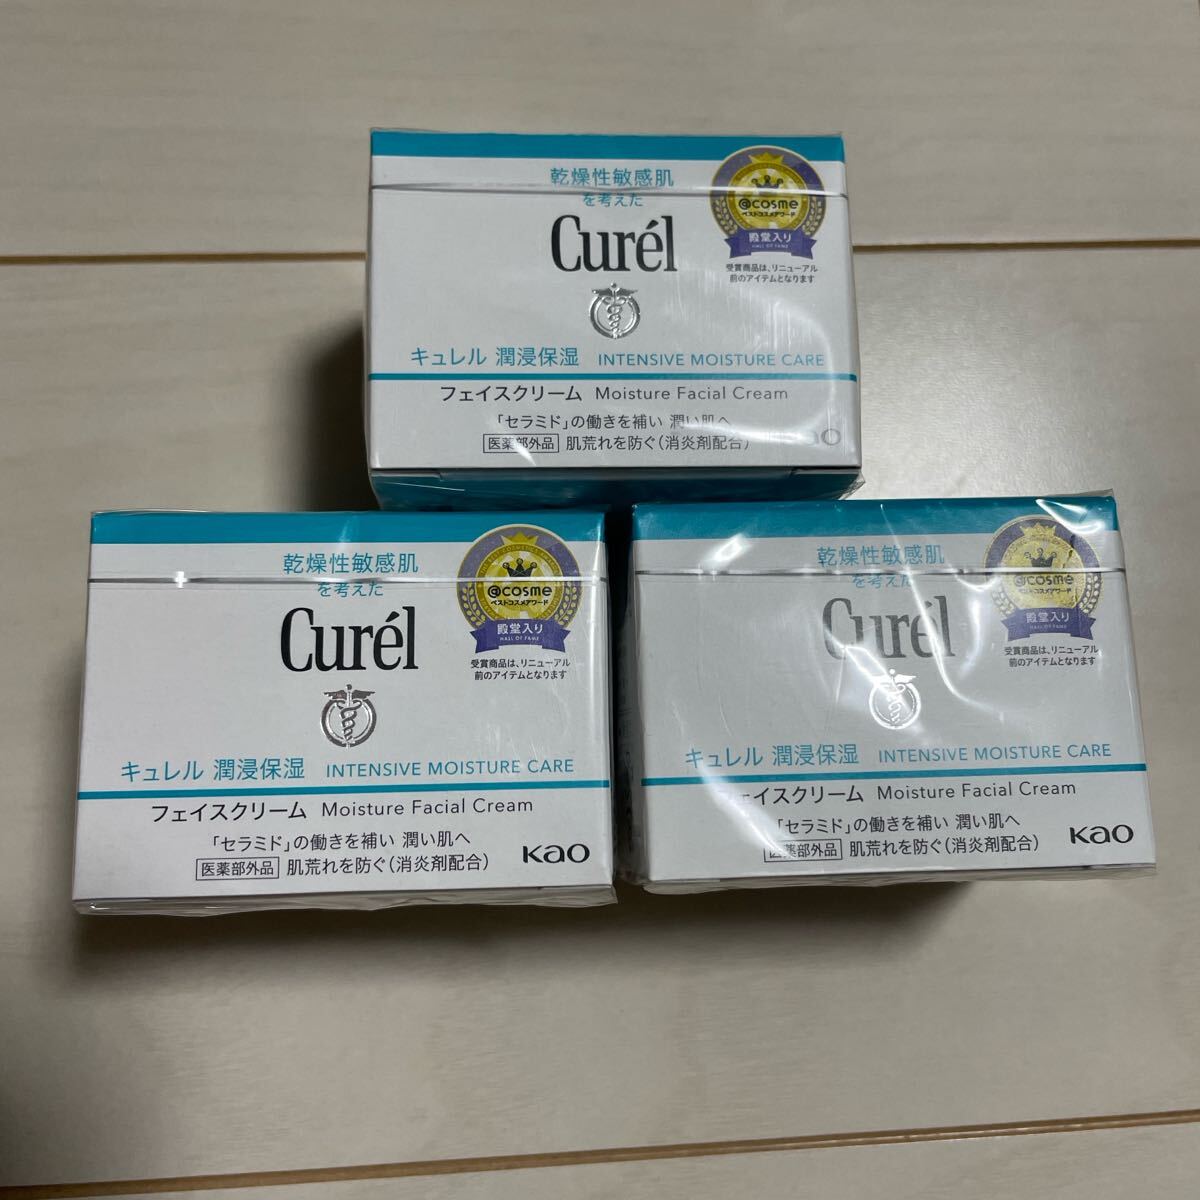 乾燥性敏感肌
を考えた
Curél
@cosme
ベストコスメアワード
殿堂入り
HALL OF FAME
受賞商品は、リニューアル
前のアイテムとなります
キュレル 潤浸保湿 INTENSIVE MOISTURE CARE
フェイスクリーム Moisture Facial Cream
「セラミド」の働きを補い 潤い肌へ
医薬部外品 肌荒れを防ぐ(消炎剤配合)
Kao
乾燥性敏感肌
を考えた
Curél
@cosme
ベストコスメアワード
殿堂入り
HALL OF FAME
受賞商品は、リニューアル
前のアイテムとなります
キュレル 潤浸保湿 INTENSIVE MOISTURE CARE
フェイスクリーム Moisture Facial Cream
「セラミド」の働きを補い 潤い肌へ
医薬部外品 肌荒れを防ぐ(消炎剤配合)
Kao
乾燥性敏感肌
を考えた
Curél
@cosme
ベストコスメアワード
殿堂入り
HALL OF FAME
受賞商品は、リニューアル
前のアイテムとなります
キュレル 潤浸保湿 INTENSIVE MOISTURE CARE
フェイスクリーム Moisture Facial Cream
「セラミド」の働きを補い 潤い肌へ
医薬部外品 肌荒れを防ぐ(消炎剤配合)
Kao